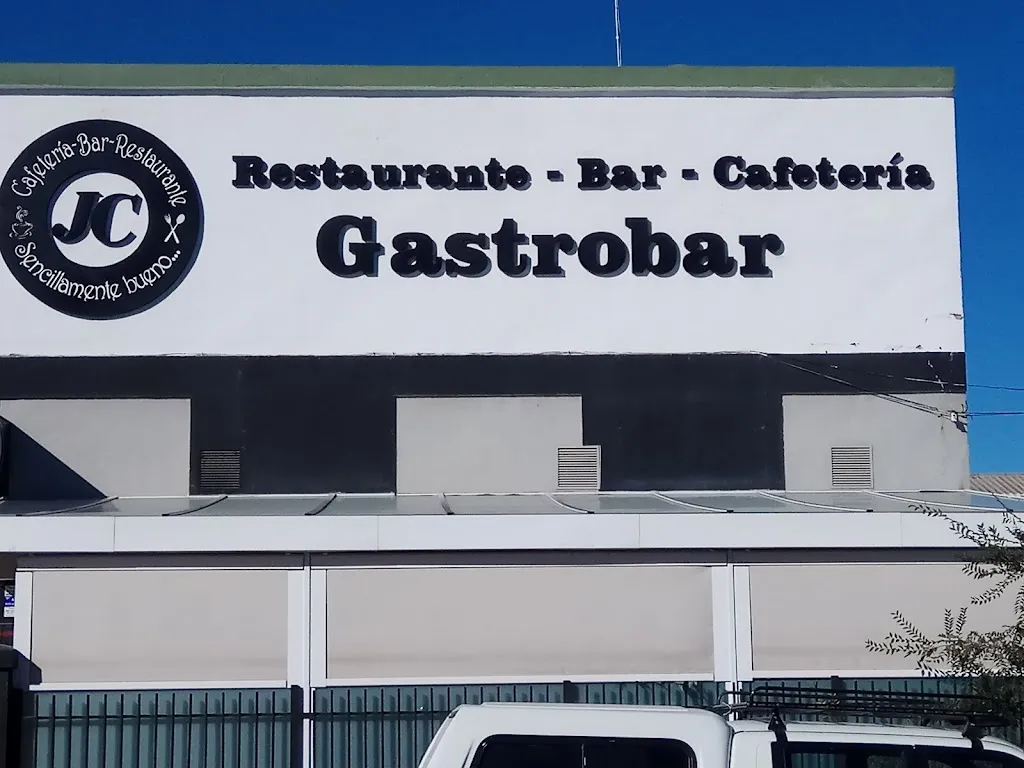 Cafetería-Bar-Restaurante
JC
Sencillamente bueno...
Restaurante - Bar - Cafetería
Gastrobar